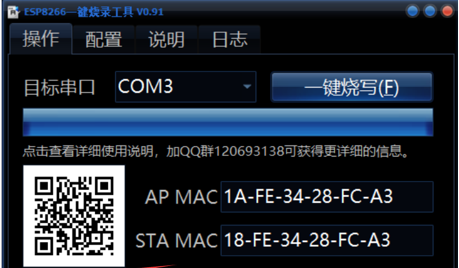 ESP8266一键烧录工具 V0.91
操作 配置 说明 日志
目标串口 COM3 一键烧写(F)
点击查看详细使用说明，加QQ群120693138可获得更详细的信息。
AP MAC 1A-FE-34-28-FC-A3
STA MAC 18-FE-34-28-FC-A3